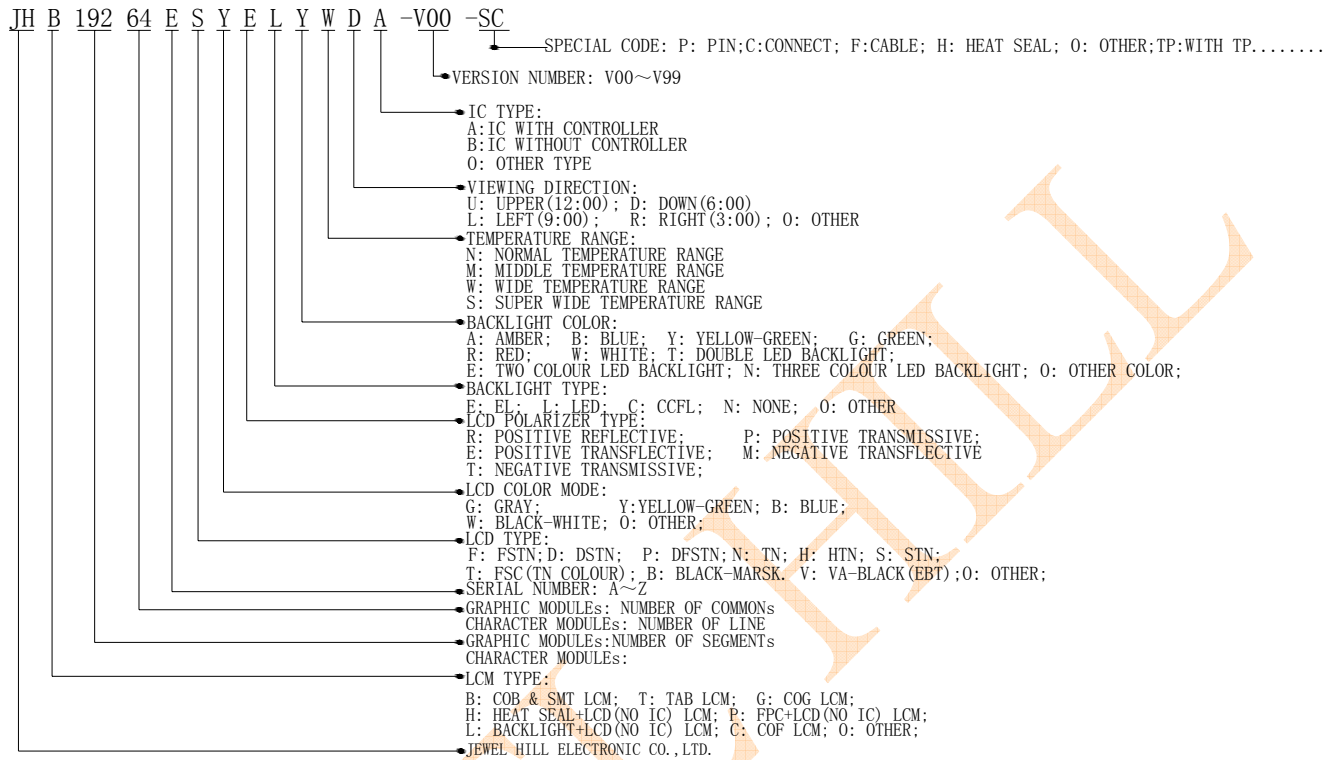 JH B 192 64 E S Y E L Y W D A -V00 -SC
SPECIAL CODE: P: PIN;C:CONNECT; F:CABLE; H: HEAT SEAL; O: OTHER;TP:WITH TP........
VERSION NUMBER: V00～V99
IC TYPE:
A:IC WITH CONTROLLER
B:IC WITHOUT CONTROLLER
O: OTHER TYPE
VIEWING DIRECTION:
U: UPPER(12:00); D: DOWN(6:00)
L: LEFT(9:00); R: RIGHT(3:00); O: OTHER
TEMPERATURE RANGE:
N: NORMAL TEMPERATURE RANGE
M: MIDDLE TEMPERATURE RANGE
W: WIDE TEMPERATURE RANGE
S: SUPER WIDE TEMPERATURE RANGE
BACKLIGHT COLOR:
A: AMBER; B: BLUE; Y: YELLOW-GREEN; G: GREEN;
R: RED; W: WHITE; T: DOUBLE LED BACKLIGHT;
E: TWO COLOUR LED BACKLIGHT; N: THREE COLOUR LED BACKLIGHT; O: OTHER COLOR;
BACKLIGHT TYPE:
E: EL; L: LED; C: CCFL; N: NONE; O: OTHER
LCD POLARIZER TYPE:
R: POSITIVE REFLECTIVE; P: POSITIVE TRANSMISSIVE;
E: POSITIVE TRANSFLECTIVE; M: NEGATIVE TRANSFLECTIVE
T: NEGATIVE TRANSMISSIVE;
LCD COLOR MODE:
G: GRAY; Y:YELLOW-GREEN; B: BLUE;
W: BLACK-WHITE; O: OTHER;
LCD TYPE:
F: FSTN;D: DSTN; P: DFSTN;N: TN; H: HTN; S: STN;
T: FSC(TN COLOUR); B: BLACK-MARSK. V: VA-BLACK(EBT);O: OTHER;
SERIAL NUMBER: A～Z
GRAPHIC MODULEs: NUMBER OF COMMONs
CHARACTER MODULEs: NUMBER OF LINE
GRAPHIC MODULEs:NUMBER OF SEGMENTs
CHARACTER MODULEs:
LCM TYPE:
B: COB & SMT LCM; T: TAB LCM; G: COG LCM;
H: HEAT SEAL+LCD(NO IC) LCM; P: FPC+LCD(NO IC) LCM;
L: BACKLIGHT+LCD(NO IC) LCM; C: COF LCM; O: OTHER;
JEWEL HILL ELECTRONIC CO.,LTD.
HILL